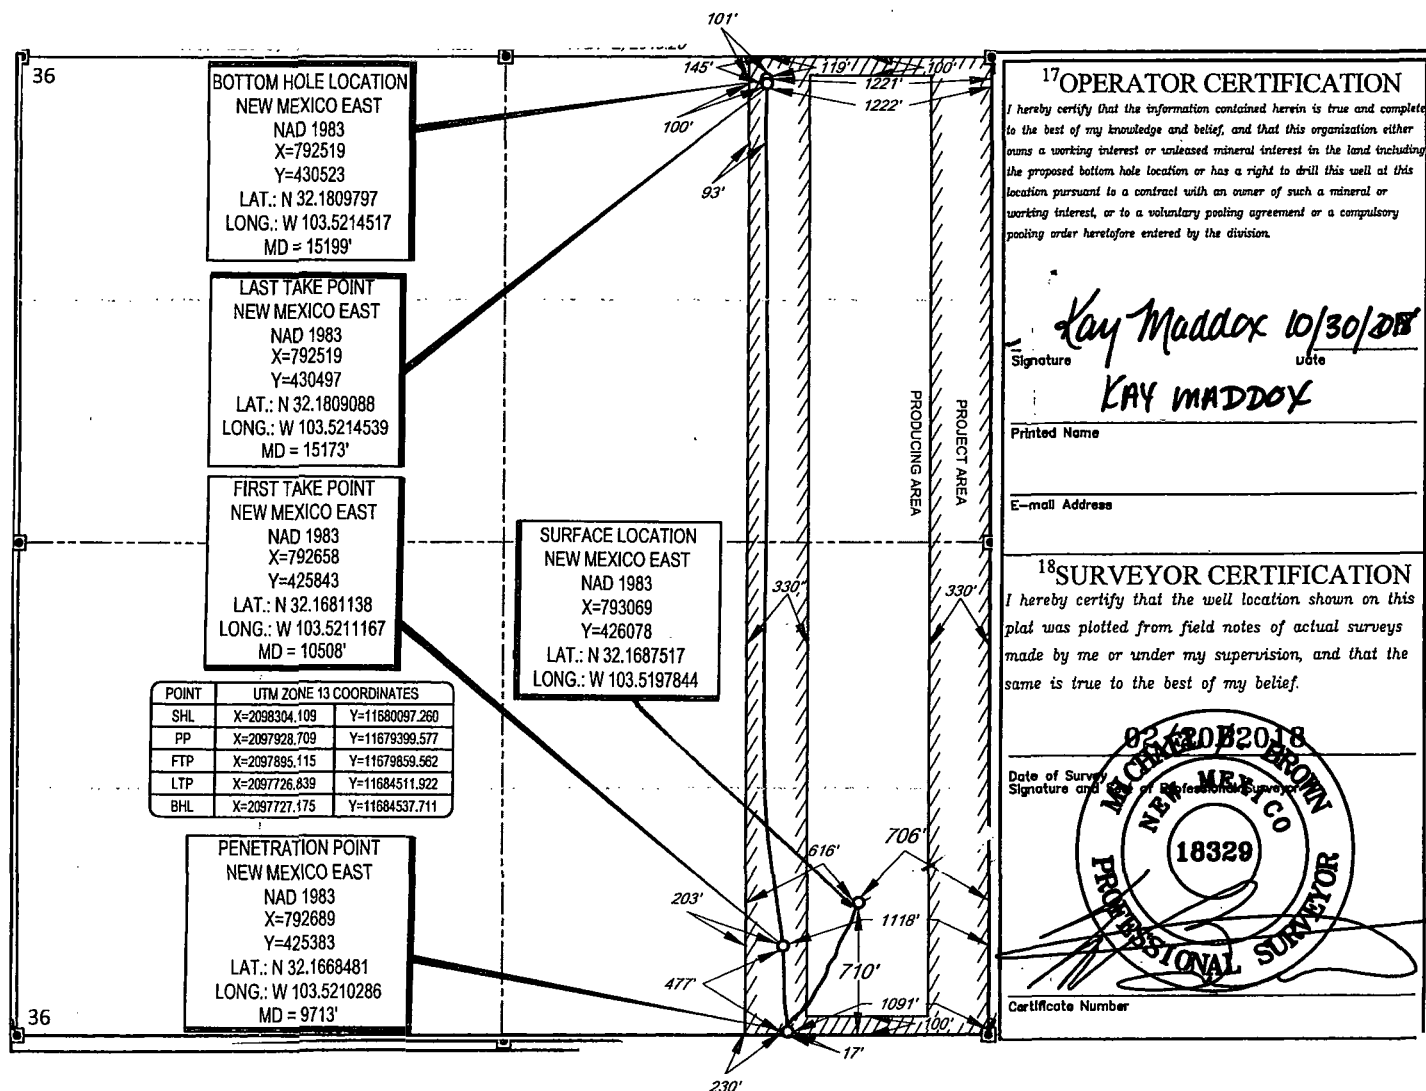 101'
36
145'
119'
100'
1221'
1222'
100'
93'
BOTTOM HOLE LOCATION
NEW MEXICO EAST
NAD 1983
X=792519
Y=430523
LAT.: N 32.1809797
LONG.: W 103.5214517
MD = 15199'
LAST TAKE POINT
NEW MEXICO EAST
NAD 1983
X=792519
Y=430497
LAT.: N 32.1809088
LONG.: W 103.5214539
MD = 15173'
FIRST TAKE POINT
NEW MEXICO EAST
NAD 1983
X=792658
Y=425843
LAT.: N 32.1681138
LONG.: W 103.5211167
MD = 10508'
SURFACE LOCATION
NEW MEXICO EAST
NAD 1983
X=793069
Y=426078
LAT.: N 32.1687517
LONG.: W 103.5197844
PRODUCING AREA
PROJECT AREA
330'
330'
POINT UTM ZONE 13 COORDINATES
SHL X=2098304.109 Y=11680097.260
PP X=2097928.709 Y=11679399.577
FTP X=2097895.115 Y=11679859.562
LTP X=2097726.839 Y=11684511.922
BHL X=2097727.175 Y=11684537.711
PENETRATION POINT
NEW MEXICO EAST
NAD 1983
X=792689
Y=425383
LAT.: N 32.1668481
LONG.: W 103.5210286
MD = 9713'
616'
706'
203'
1118'
710'
477'
1091'
100'
17'
230'
36
17 OPERATOR CERTIFICATION
I hereby certify that the information contained herein is true and complete
to the best of my knowledge and belief, and that this organization either
owns a working interest or unleased mineral interest in the land including
the proposed bottom hole location or has a right to drill this well at this
location pursuant to a contract with an owner of such a mineral or
working interest, or to a voluntary pooling agreement or a compulsory
pooling order heretofore entered by the division.
Kay Maddox 10/30/2018
Signature Date
KAY MADDOX
Printed Name
E-mail Address
18 SURVEYOR CERTIFICATION
I hereby certify that the well location shown on this
plat was plotted from field notes of actual surveys
made by me or under my supervision, and that the
same is true to the best of my belief.
Date of Survey
Signature and of Professional Surveyor
MICHAEL BROWN
NEW MEXICO
18329
PROFESSIONAL SURVEYOR
Certificate Number